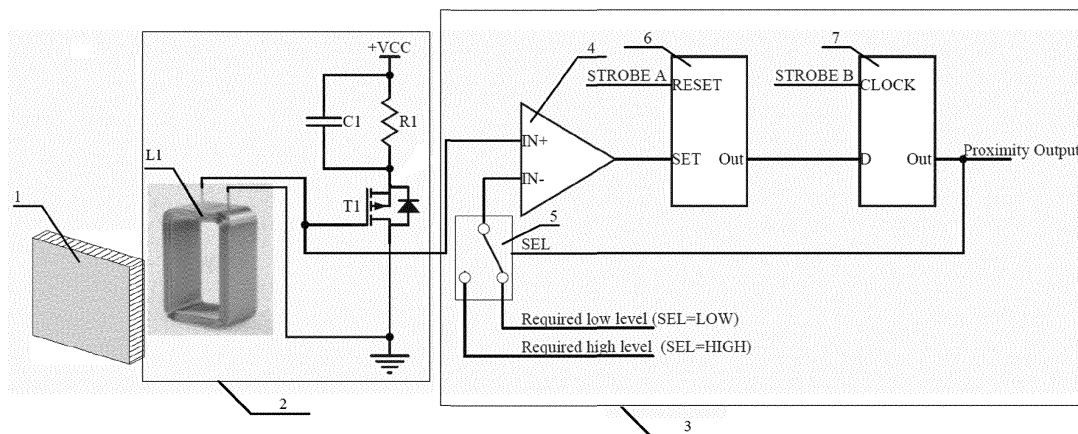 +VCC
C1
R1
T1
L1
1
2
3
4
5
6
7
IN+
IN-
SEL
STROBE A
RESET
SET
Out
STROBE B
CLOCK
D
Out
Proximity Output
Required low level (SEL=LOW)
Required high level (SEL=HIGH)